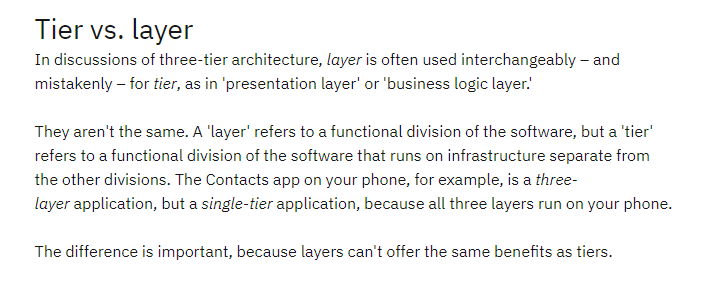 Tier vs. layer
In discussions of three-tier architecture, layer is often used interchangeably – and
mistakenly – for tier, as in 'presentation layer' or 'business logic layer.'
They aren't the same. A 'layer' refers to a functional division of the software, but a 'tier'
refers to a functional division of the software that runs on infrastructure separate from
the other divisions. The Contacts app on your phone, for example, is a three-
layer application, but a single-tier application, because all three layers run on your phone.
The difference is important, because layers can't offer the same benefits as tiers.